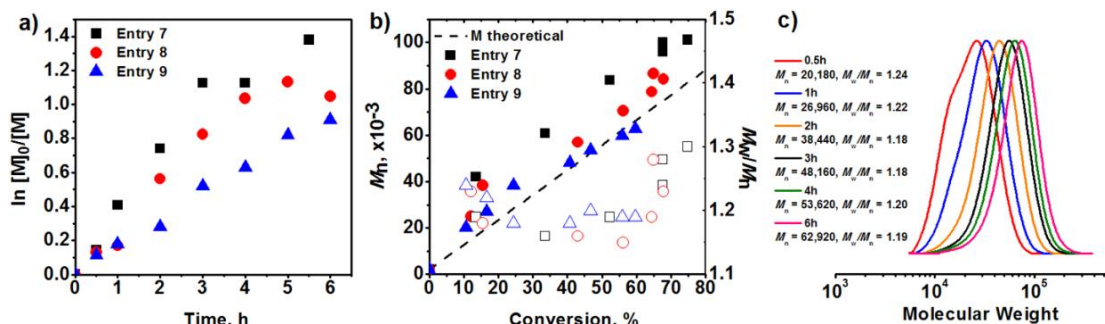 a)
ln [M]₀/[M]
1.4
1.2
1.0
0.8
0.6
0.4
0.2
0.0
Entry 7
Entry 8
Entry 9
0 1 2 3 4 5 6
Time, h
b)
Mn, x10⁻³
100
80
60
40
20
0
M theoretical
Entry 7
Entry 8
Entry 9
1.5
1.4
1.3
1.2
1.1
Mw/Mn
0 10 20 30 40 50 60 70 80
Conversion, %
c)
0.5h
Mn = 20,180, Mw/Mn = 1.24
1h
Mn = 26,960, Mw/Mn = 1.22
2h
Mn = 38,440, Mw/Mn = 1.18
3h
Mn = 48,160, Mw/Mn = 1.18
4h
Mn = 53,620, Mw/Mn = 1.20
6h
Mn = 62,920, Mw/Mn = 1.19
10³ 10⁴ 10⁵
Molecular Weight